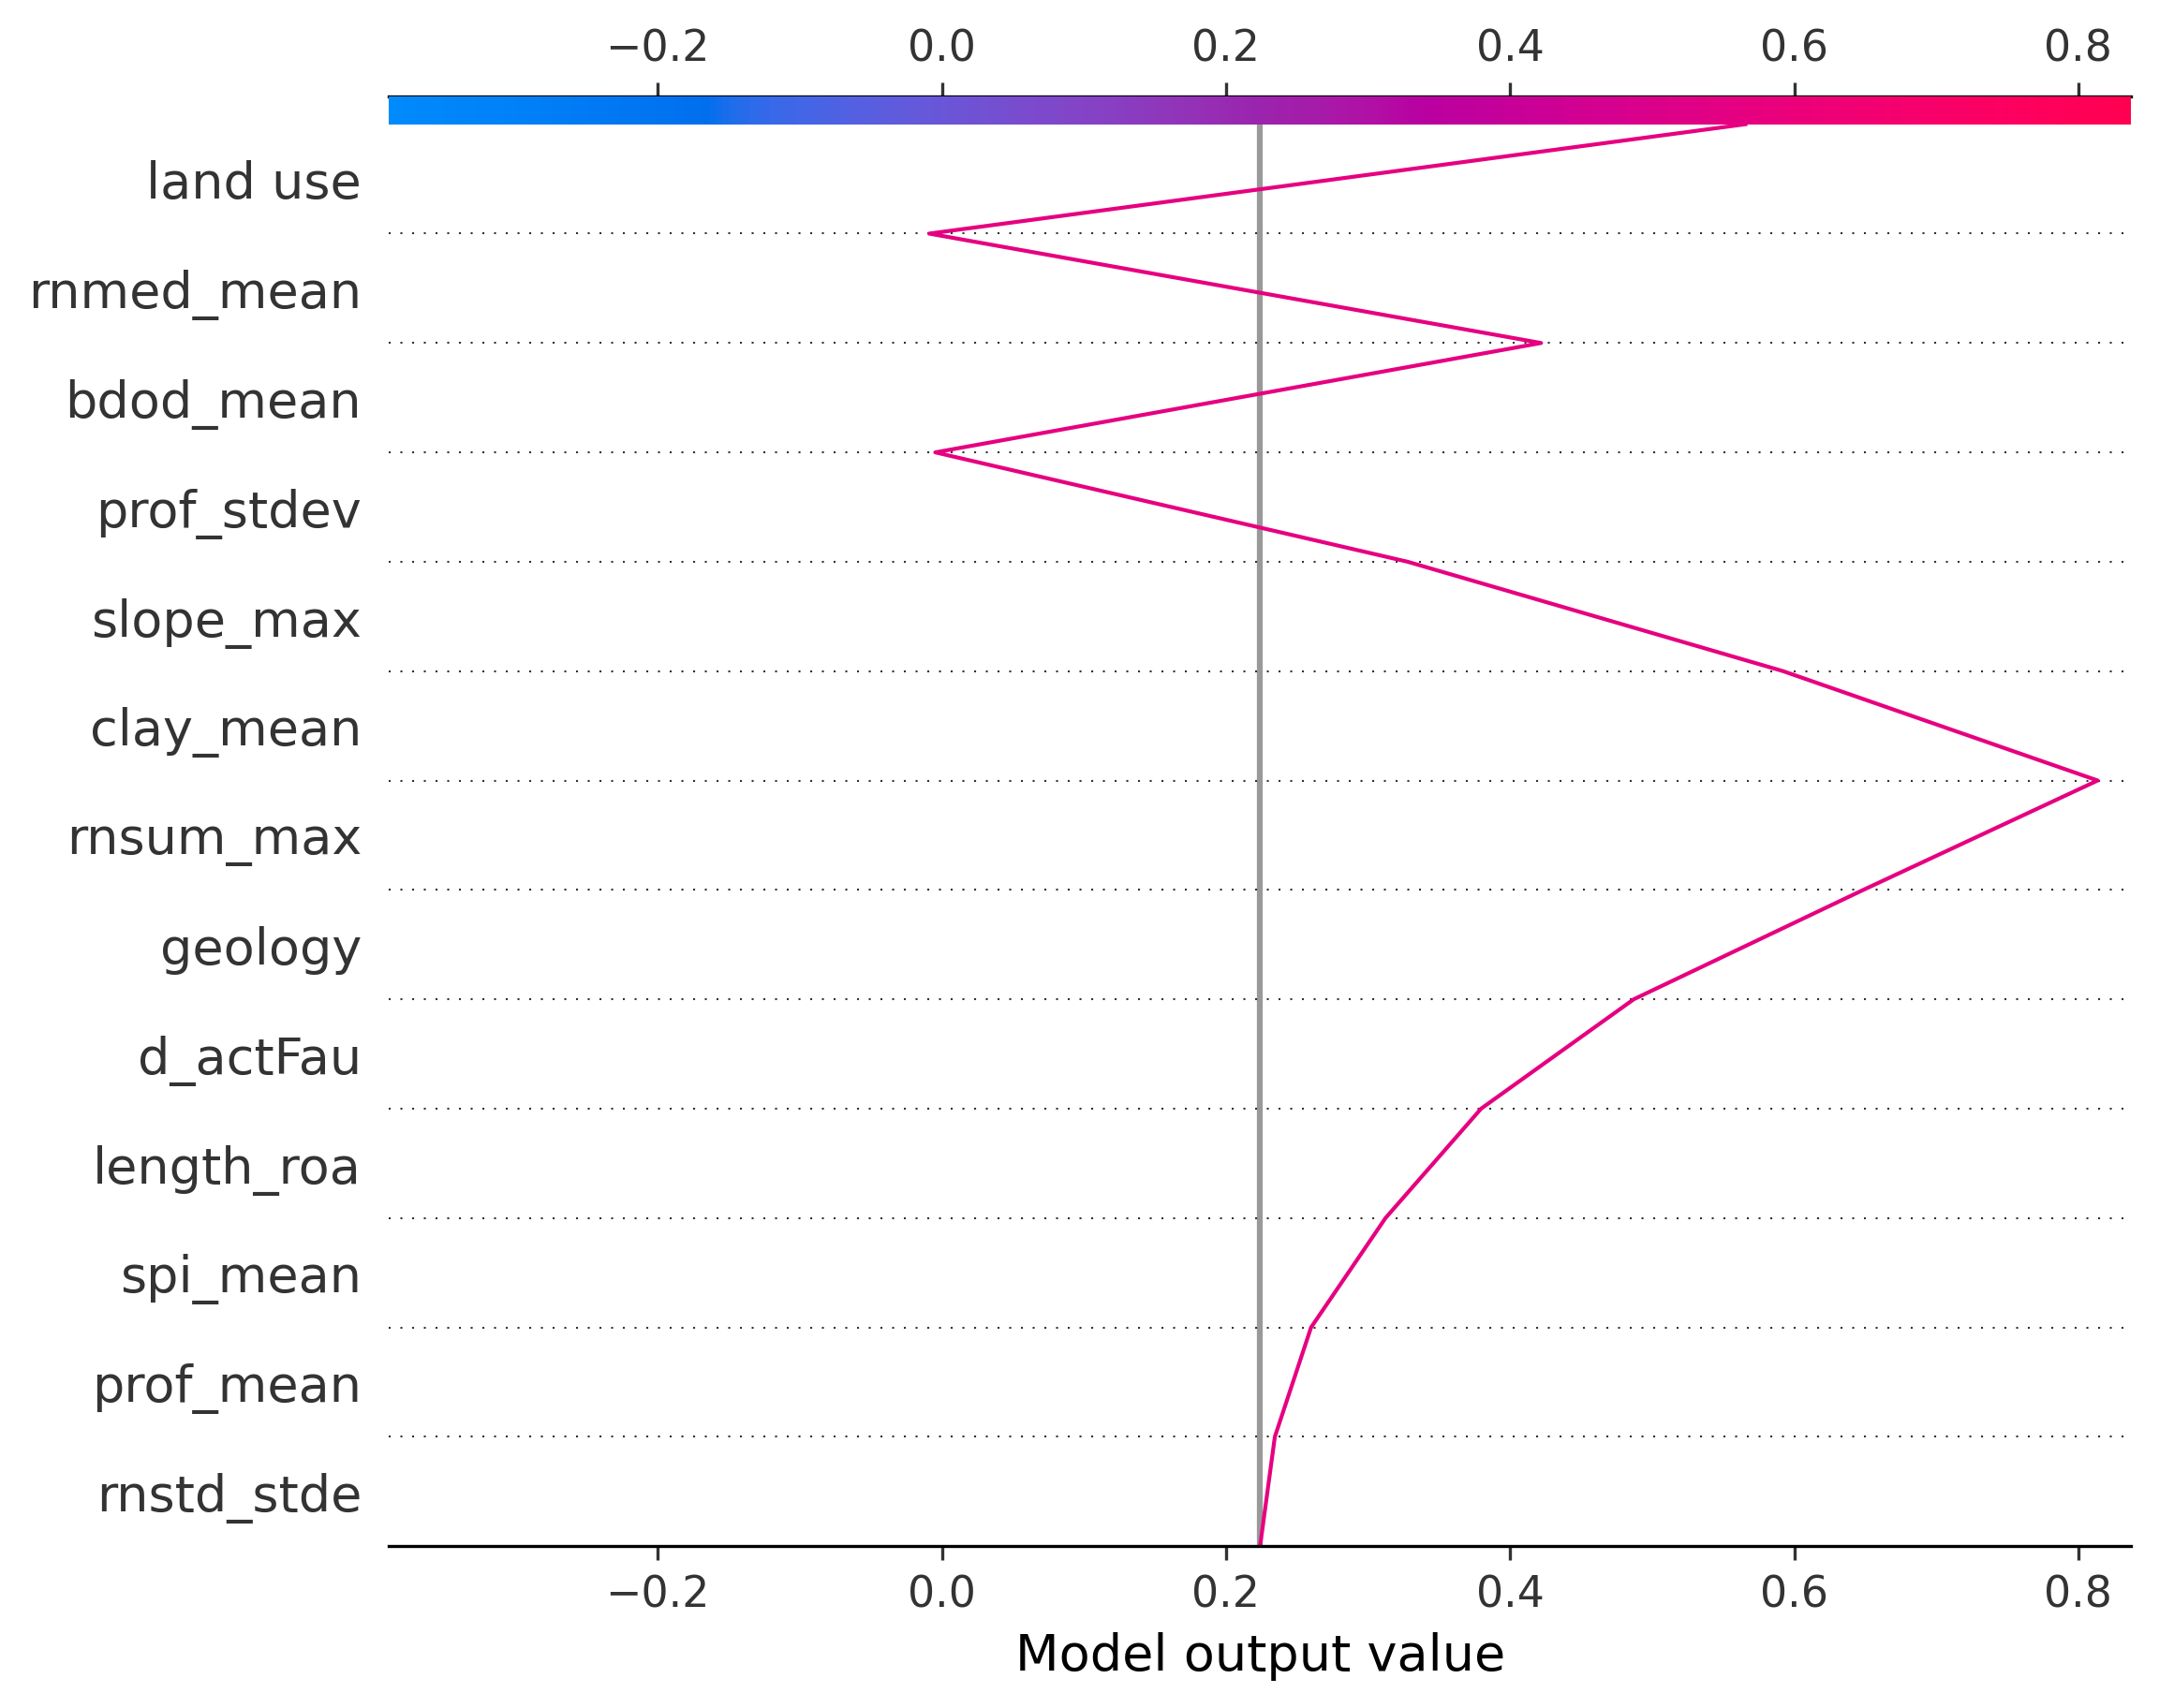 −0.2 0.0 0.2 0.4 0.6 0.8
land use
rnmed_mean
bdod_mean
prof_stdev
slope_max
clay_mean
rnsum_max
geology
d_actFau
length_roa
spi_mean
prof_mean
rnstd_stde
−0.2 0.0 0.2 0.4 0.6 0.8
Model output value